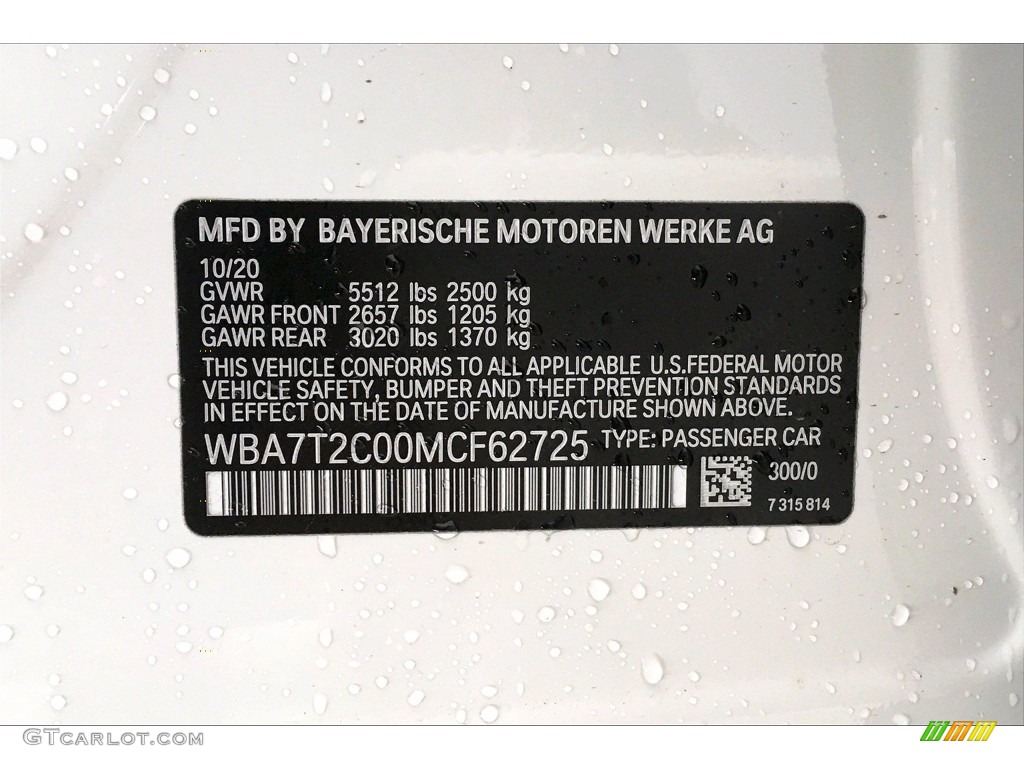 MFD BY BAYERISCHE MOTOREN WERKE AG
10/20
GVWR 5512 lbs 2500 kg
GAWR FRONT 2657 lbs 1205 kg
GAWR REAR 3020 lbs 1370 kg
THIS VEHICLE CONFORMS TO ALL APPLICABLE U.S.FEDERAL MOTOR
VEHICLE SAFETY, BUMPER AND THEFT PREVENTION STANDARDS
IN EFFECT ON THE DATE OF MANUFACTURE SHOWN ABOVE.
WBA7T2C00MCF62725 TYPE: PASSENGER CAR
300/0
7 315 814
GTcarlot.com